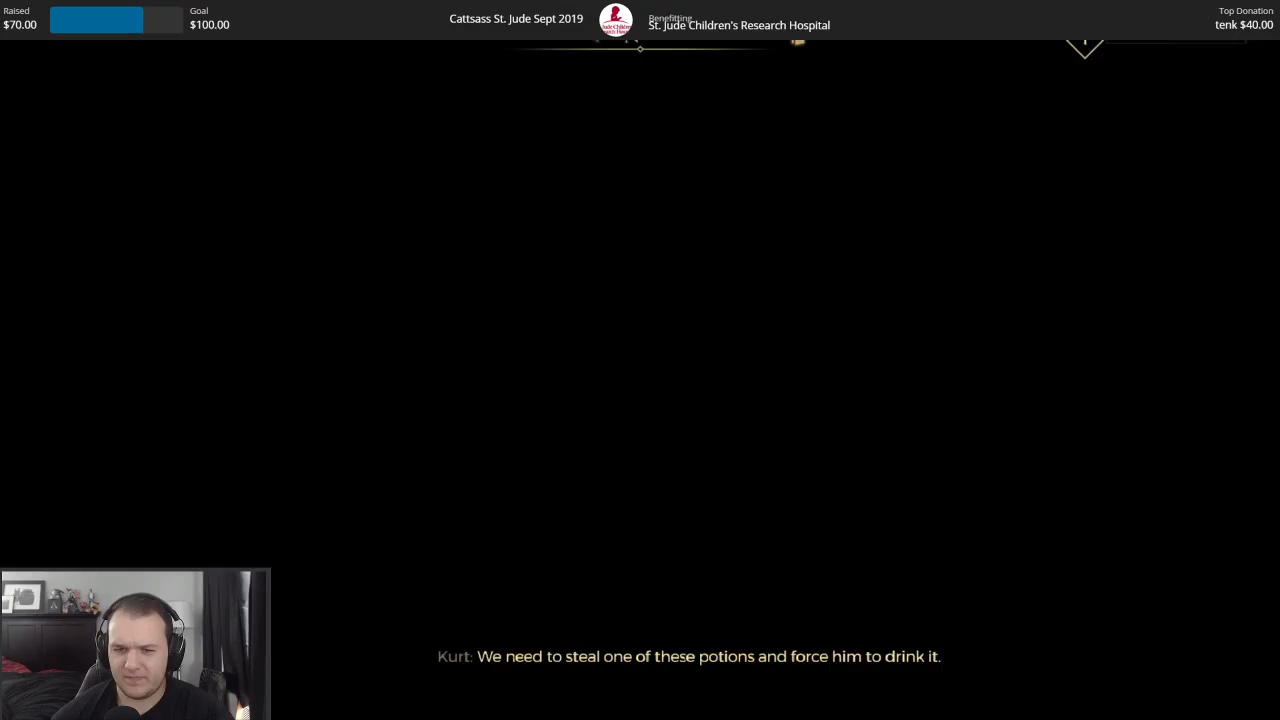 Raised
$70.00
Goal
$100.00
Cattsass St. Jude Sept 2019
Benefitting
St. Jude Children's Research Hospital
Top Donation
tenk $40.00
Kurt: We need to steal one of these potions and force him to drink it.